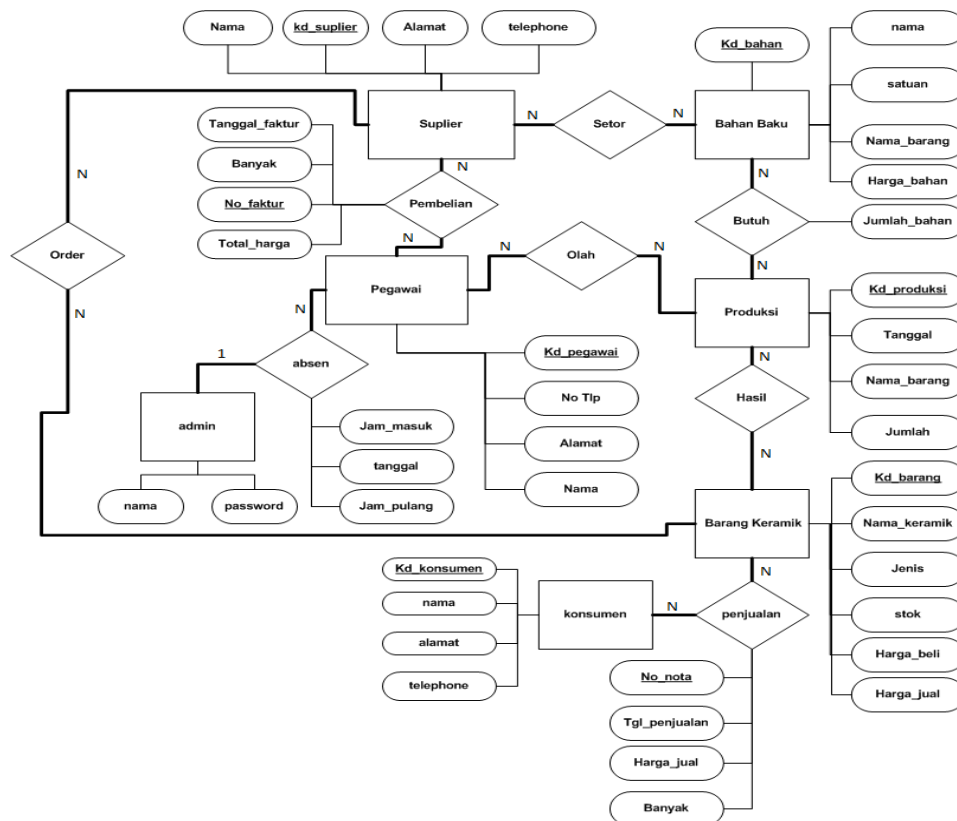 Nama
kd_suplier
Alamat
telephone
Kd_bahan
nama
satuan
Nama_barang
Harga_bahan
Tanggal_faktur
Banyak
No_faktur
Total_harga
Suplier
N
Setor
N
Bahan Baku
N
N
N
Pembelian
Butuh
Jumlah_bahan
Order
N
N
N
Olah
N
N
Pegawai
Produksi
Kd_produksi
Tanggal
Nama_barang
Jumlah
N
1
absen
Kd_pegawai
No Tlp
Alamat
Nama
N
Hasil
N
admin
nama
password
Jam_masuk
tanggal
Jam_pulang
Barang Keramik
Kd_barang
Nama_keramik
Jenis
stok
Harga_beli
Harga_jual
Kd_konsumen
nama
alamat
telephone
konsumen
N
N
penjualan
No_nota
Tgl_penjualan
Harga_jual
Banyak